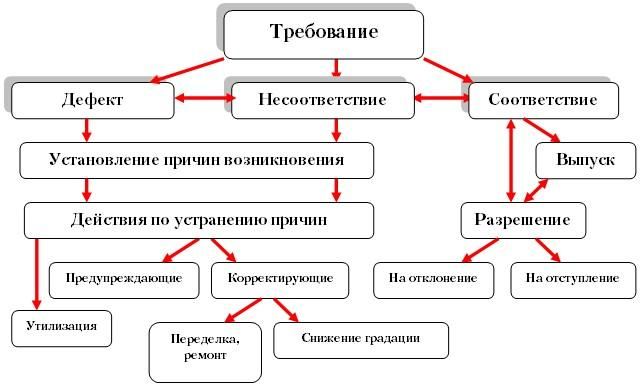 Требование
Дефект
Несоответствие
Соответствие
Установление причин возникновения
Выпуск
Действия по устранению причин
Разрешение
Предупреждающие
Корректирующие
На отклонение
На отступление
Утилизация
Переделка,
ремонт
Снижение градации